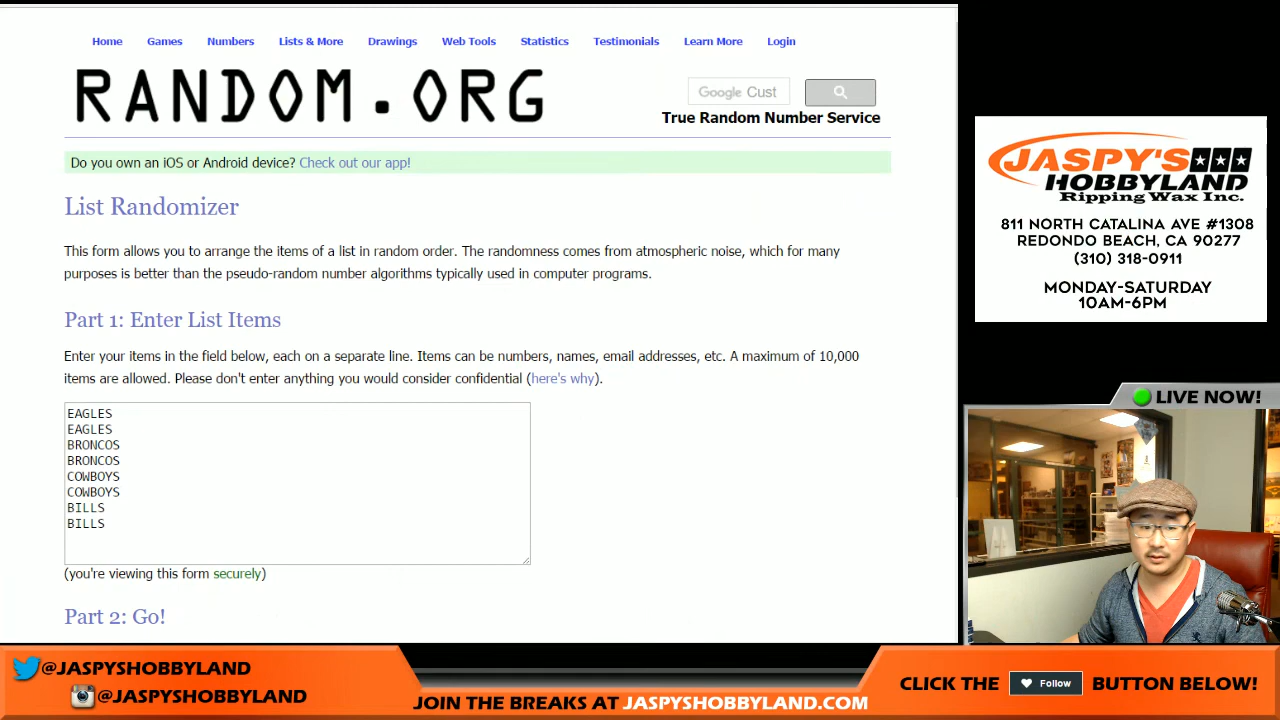 Home Games Numbers Lists & More Drawings Web Tools Statistics Testimonials Learn More Login
RANDOM.ORG
Google Cust
True Random Number Service
Do you own an iOS or Android device? Check out our app!
List Randomizer
This form allows you to arrange the items of a list in random order. The randomness comes from atmospheric noise, which for many
purposes is better than the pseudo-random number algorithms typically used in computer programs.
Part 1: Enter List Items
Enter your items in the field below, each on a separate line. Items can be numbers, names, email addresses, etc. A maximum of 10,000
items are allowed. Please don't enter anything you would consider confidential (here's why).
EAGLES
EAGLES
BRONCOS
BRONCOS
COWBOYS
COWBOYS
BILLS
BILLS
(you're viewing this form securely)
Part 2: Go!
JASPY'S
HOBBYLAND
Ripping Wax Inc.
811 NORTH CATALINA AVE #1308
REDONDO BEACH, CA 90277
(310) 318-0911
MONDAY-SATURDAY
10AM-6PM
LIVE NOW!
@JASPYSHOBBYLAND
@JASPYSHOBBYLAND
JOIN THE BREAKS AT JASPYSHOBBYLAND.COM
CLICK THE Follow BUTTON BELOW!